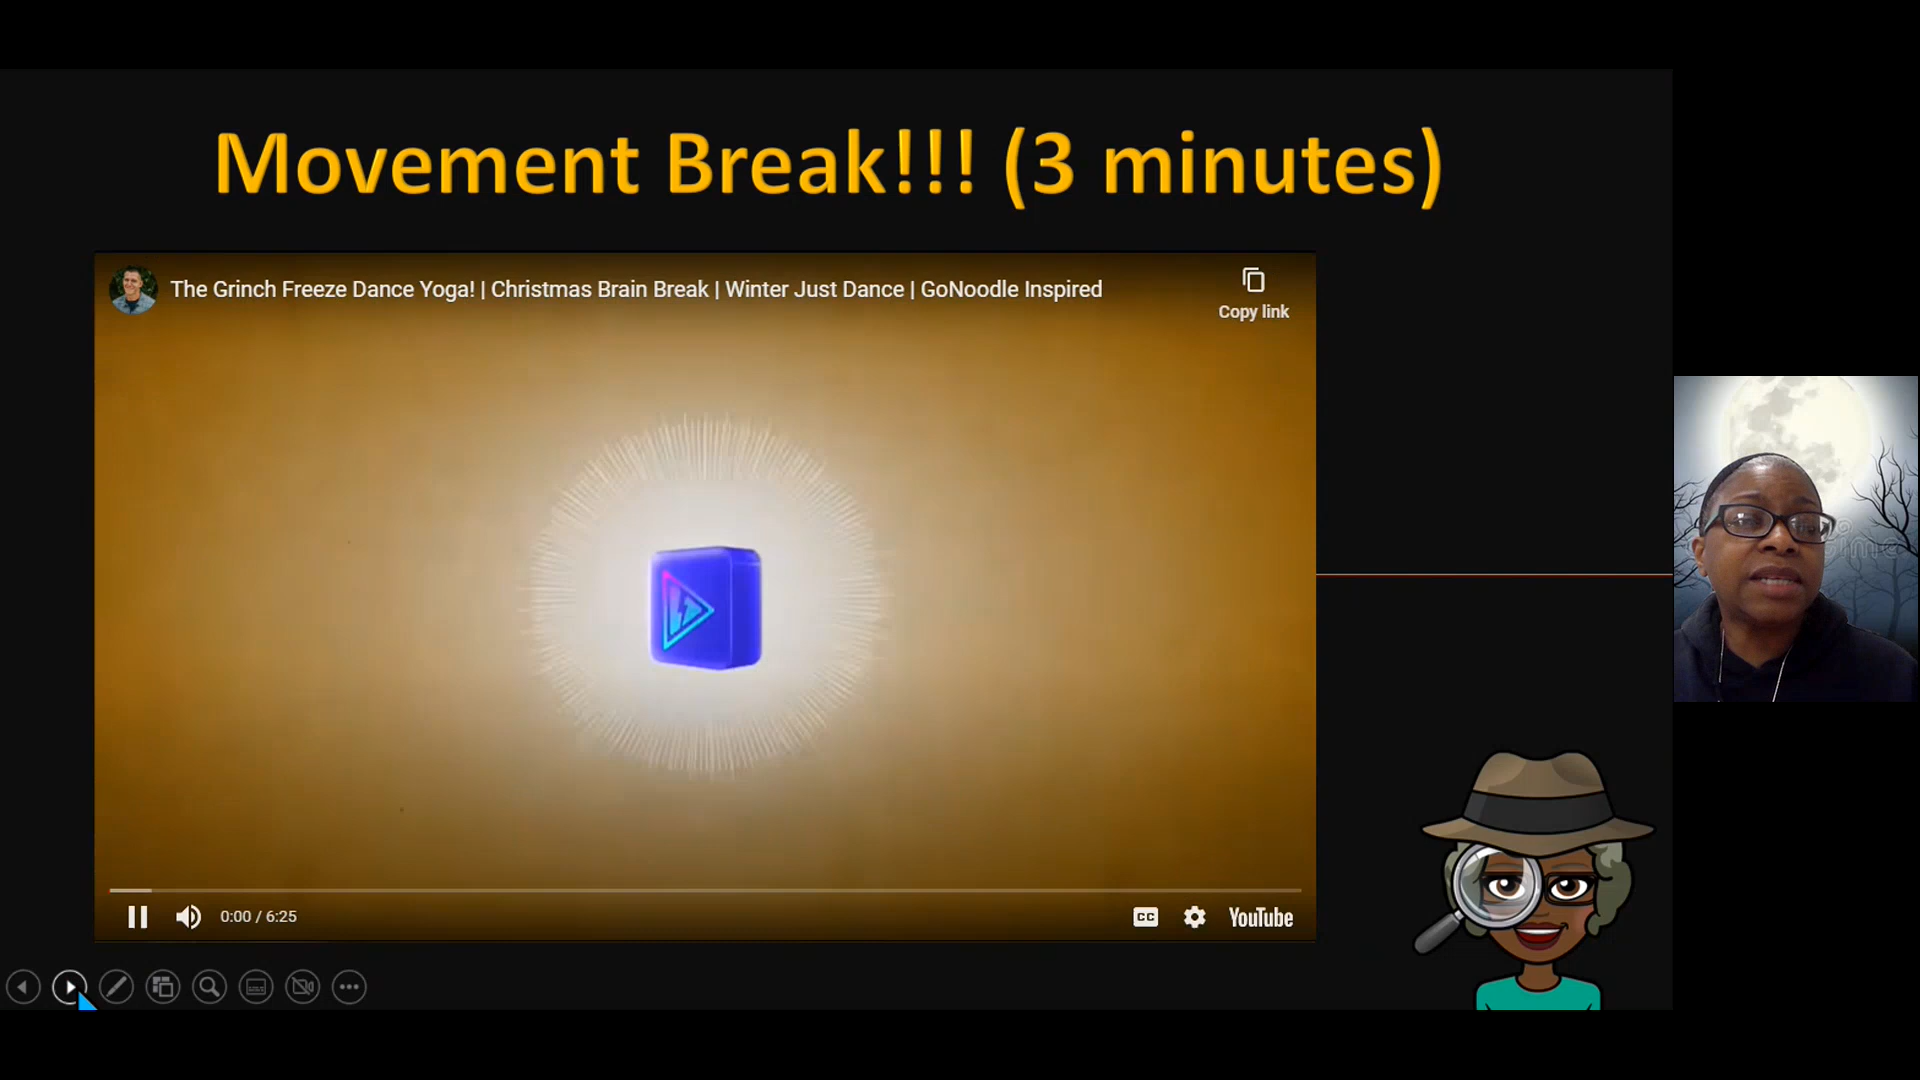 Movement Break!!! (3 minutes)
The Grinch Freeze Dance Yoga! | Christmas Brain Break | Winter Just Dance | GoNoodle Inspired
Copy link
0:00 / 6:25
CC
YouTube